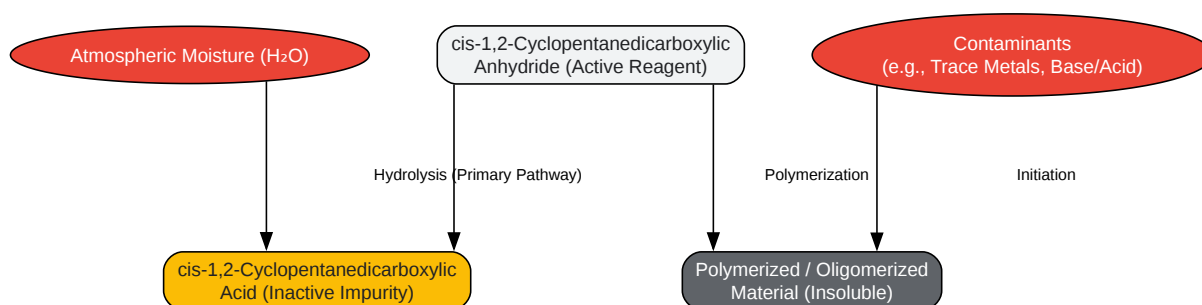 Atmospheric Moisture (H₂O)
cis-1,2-Cyclopentanedicarboxylic
Anhydride (Active Reagent)
Contaminants
(e.g., Trace Metals, Base/Acid)
Hydrolysis (Primary Pathway)
Polymerization
Initiation
cis-1,2-Cyclopentanedicarboxylic
Acid (Inactive Impurity)
Polymerized / Oligomerized
Material (Insoluble)